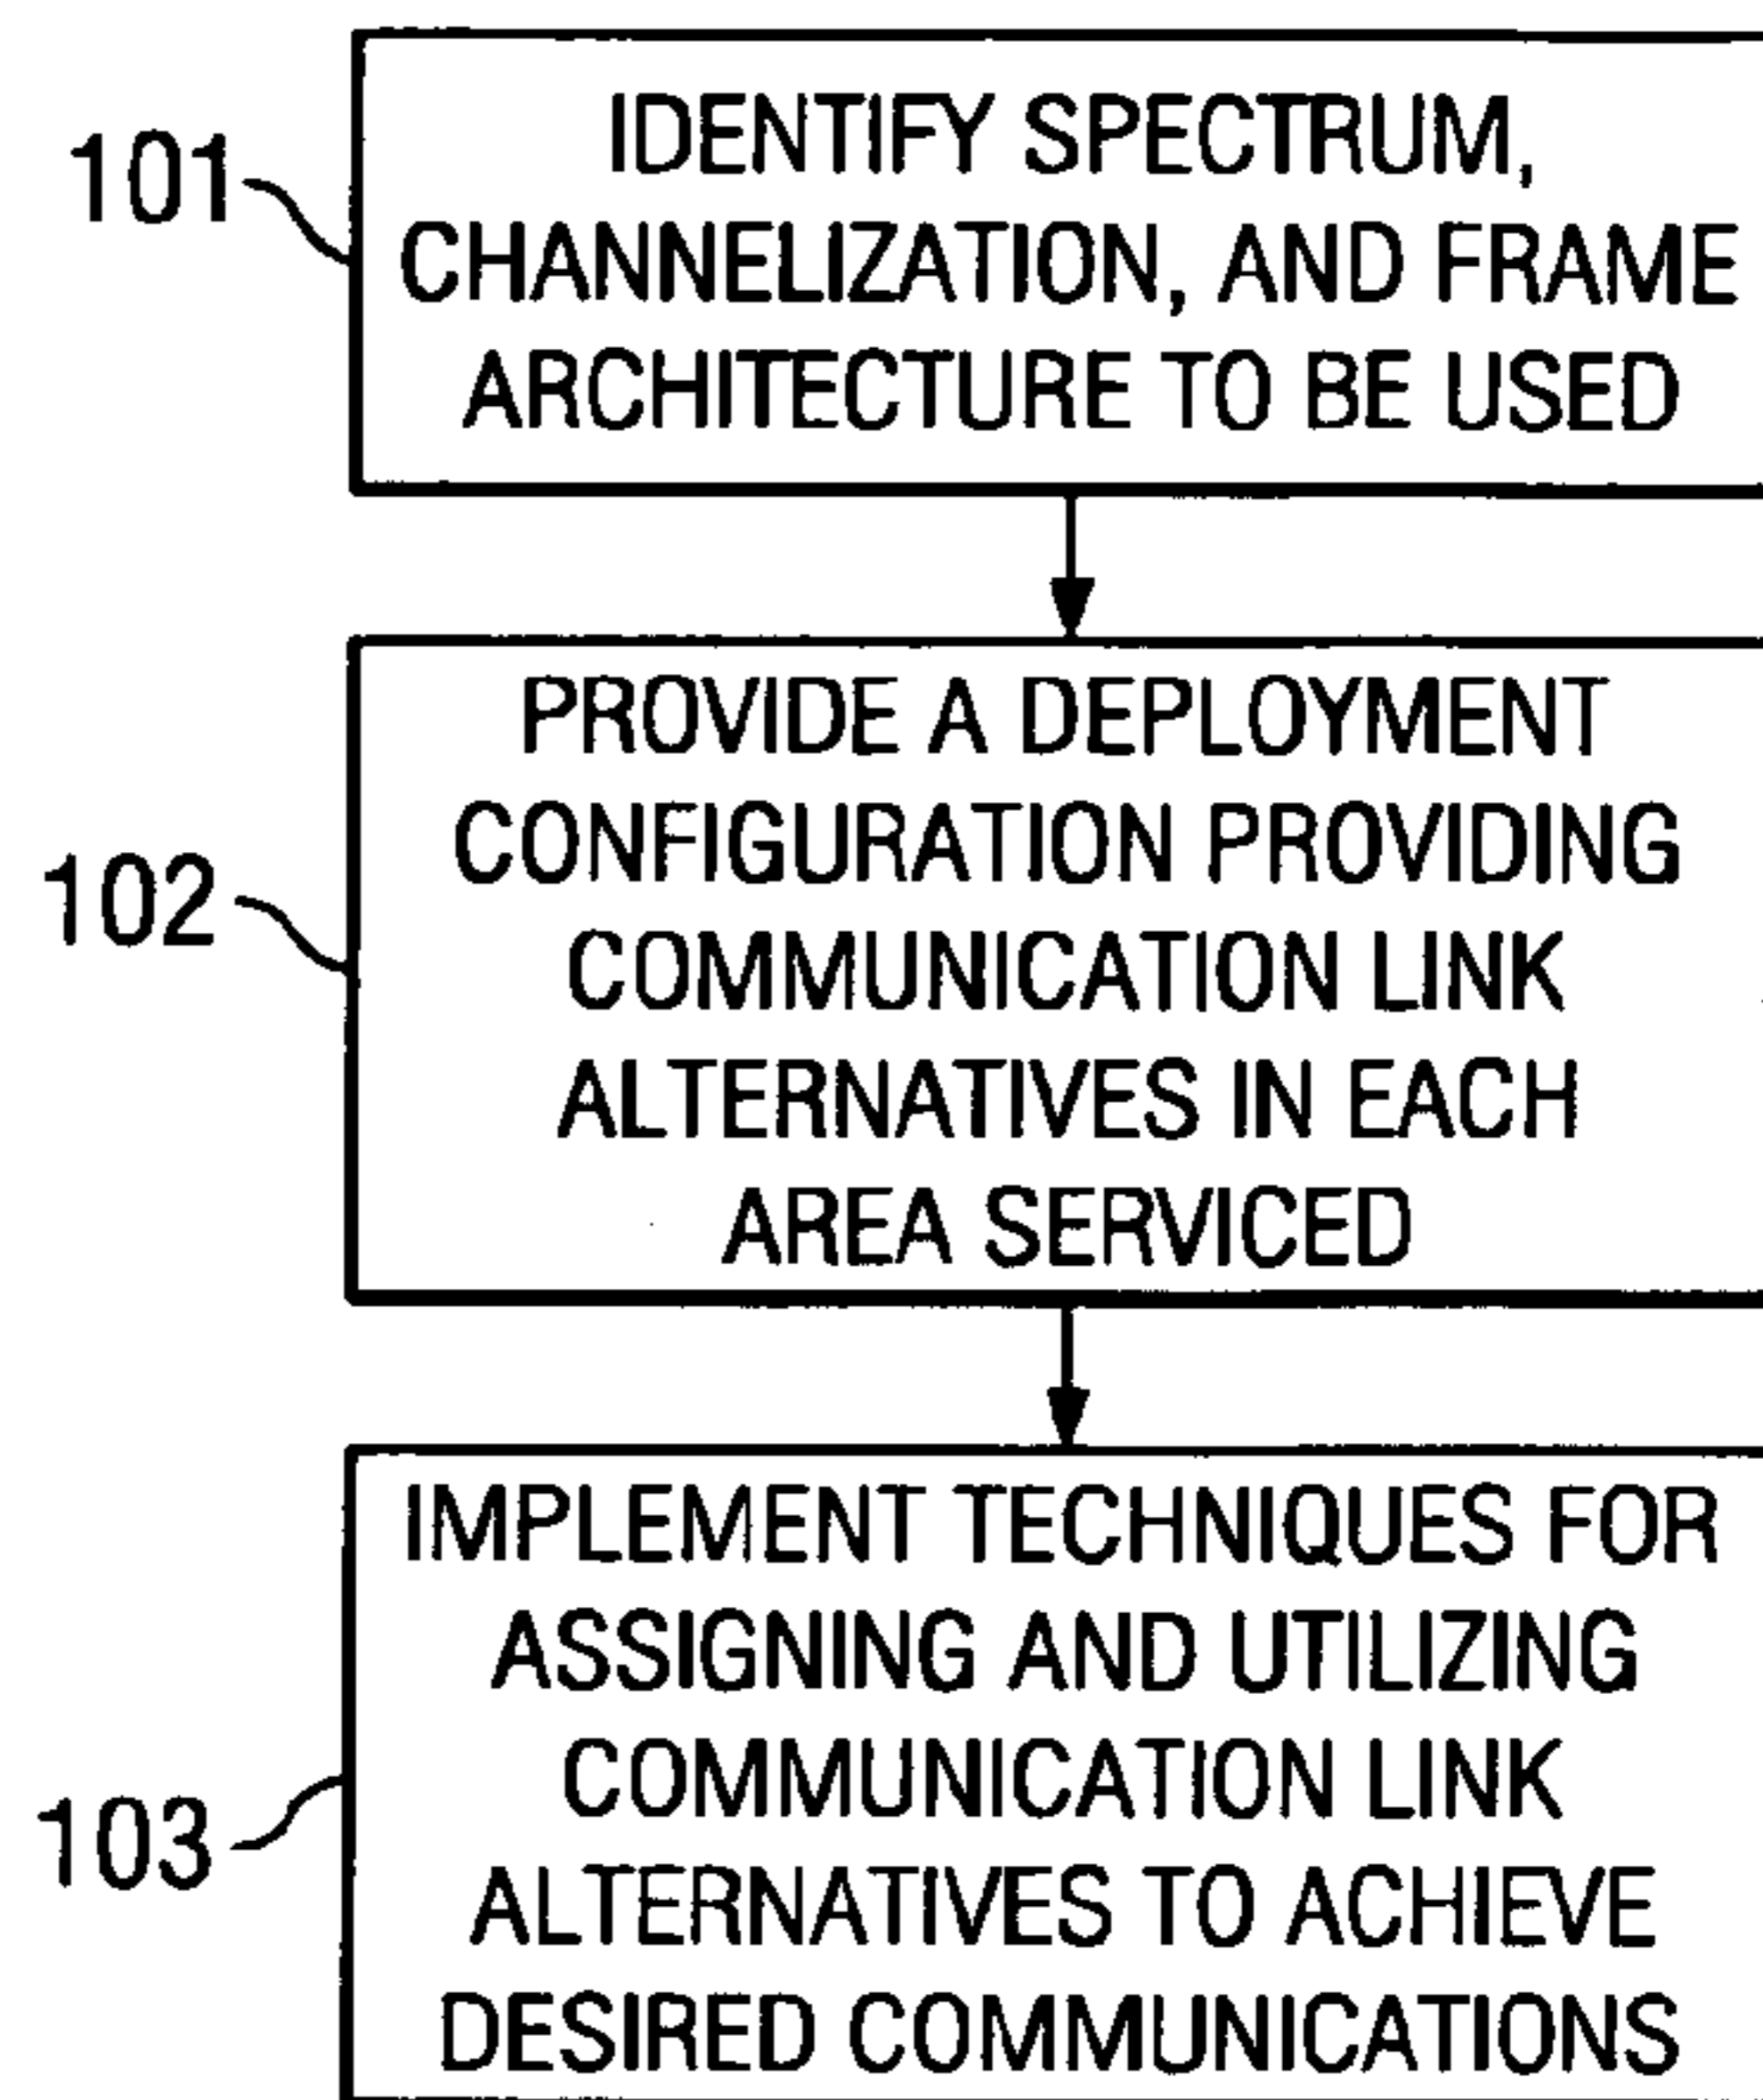 101
IDENTIFY SPECTRUM,
CHANNELIZATION, AND FRAME
ARCHITECTURE TO BE USED
102
PROVIDE A DEPLOYMENT
CONFIGURATION PROVIDING
COMMUNICATION LINK
ALTERNATIVES IN EACH
AREA SERVICED
103
IMPLEMENT TECHNIQUES FOR
ASSIGNING AND UTILIZING
COMMUNICATION LINK
ALTERNATIVES TO ACHIEVE
DESIRED COMMUNICATIONS